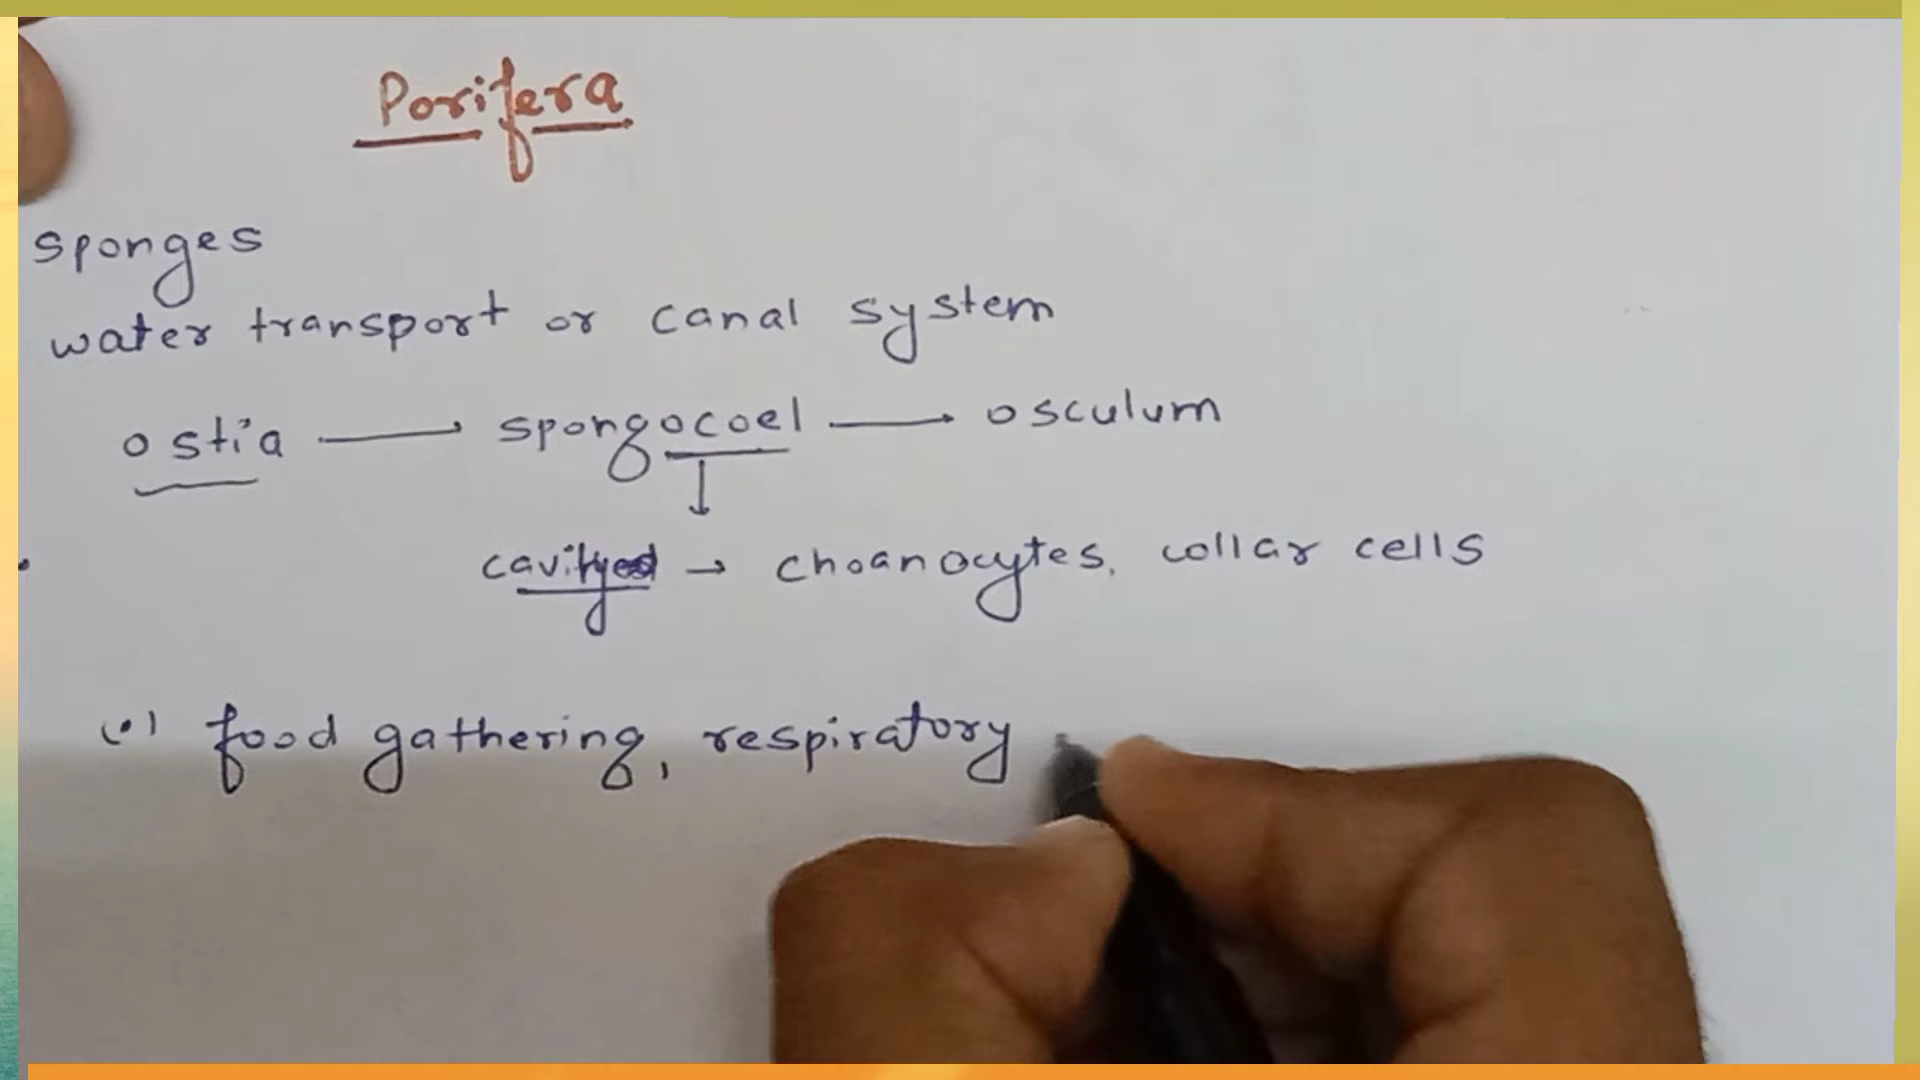 Porifera
sponges
water transport or canal system
ostia → spongocoel → osculum
↓
cavity → choanocytes, collar cells
(•) food gathering, respiratory